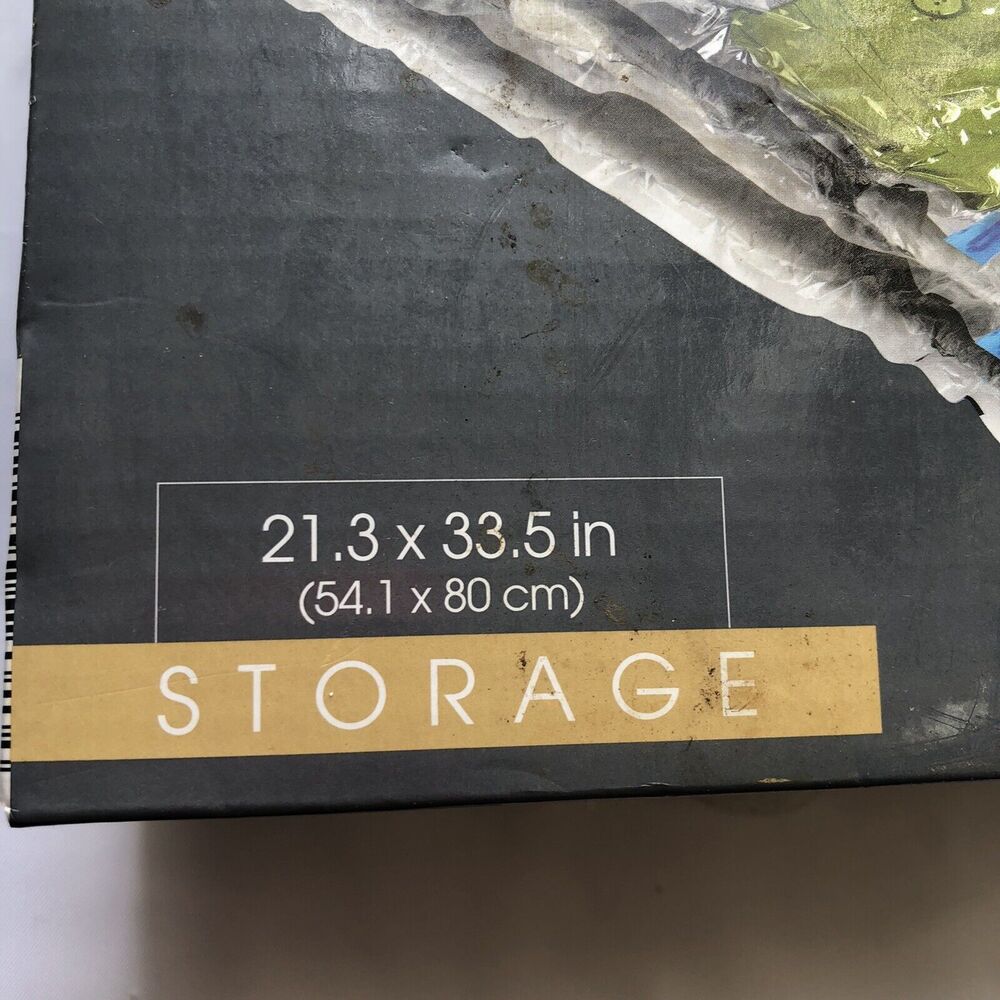 21.3 x 33.5 in
(54.1 x 80 cm)
STORAGE